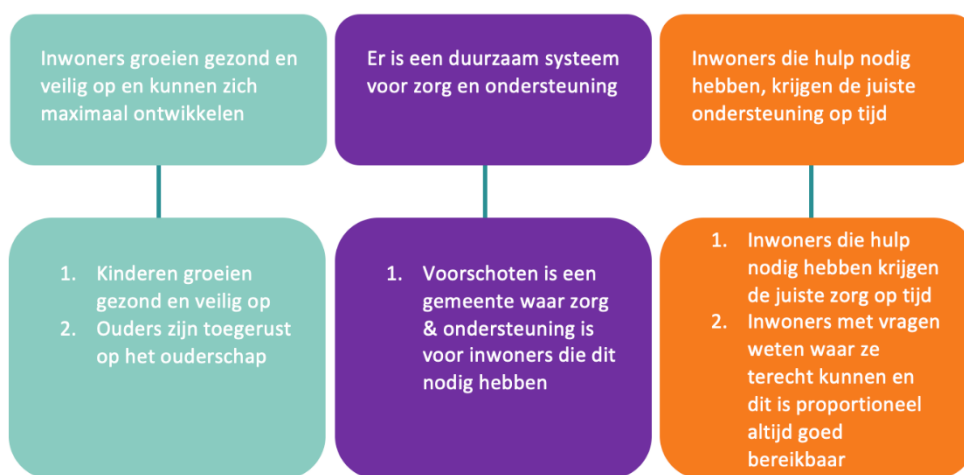 Inwoners groeien gezond en
veilig op en kunnen zich
maximaal ontwikkelen
Er is een duurzaam systeem
voor zorg en ondersteuning
Inwoners die hulp nodig
hebben, krijgen de juiste
ondersteuning op tijd
1. Kinderen groeien
gezond en veilig op
2. Ouders zijn toegerust
op het ouderschap
1. Voorschoten is een
gemeente waar zorg
& ondersteuning is
voor inwoners die dit
nodig hebben
1. Inwoners die hulp
nodig hebben krijgen
de juiste zorg op tijd
2. Inwoners met vragen
weten waar ze
terecht kunnen en
dit is proportioneel
altijd goed
bereikbaar